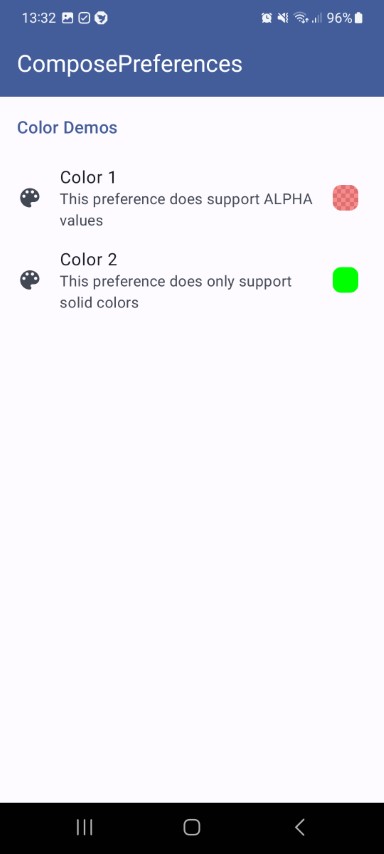 13:32
96%
ComposePreferences
Color Demos
Color 1
This preference does support ALPHA
values
Color 2
This preference does only support
solid colors